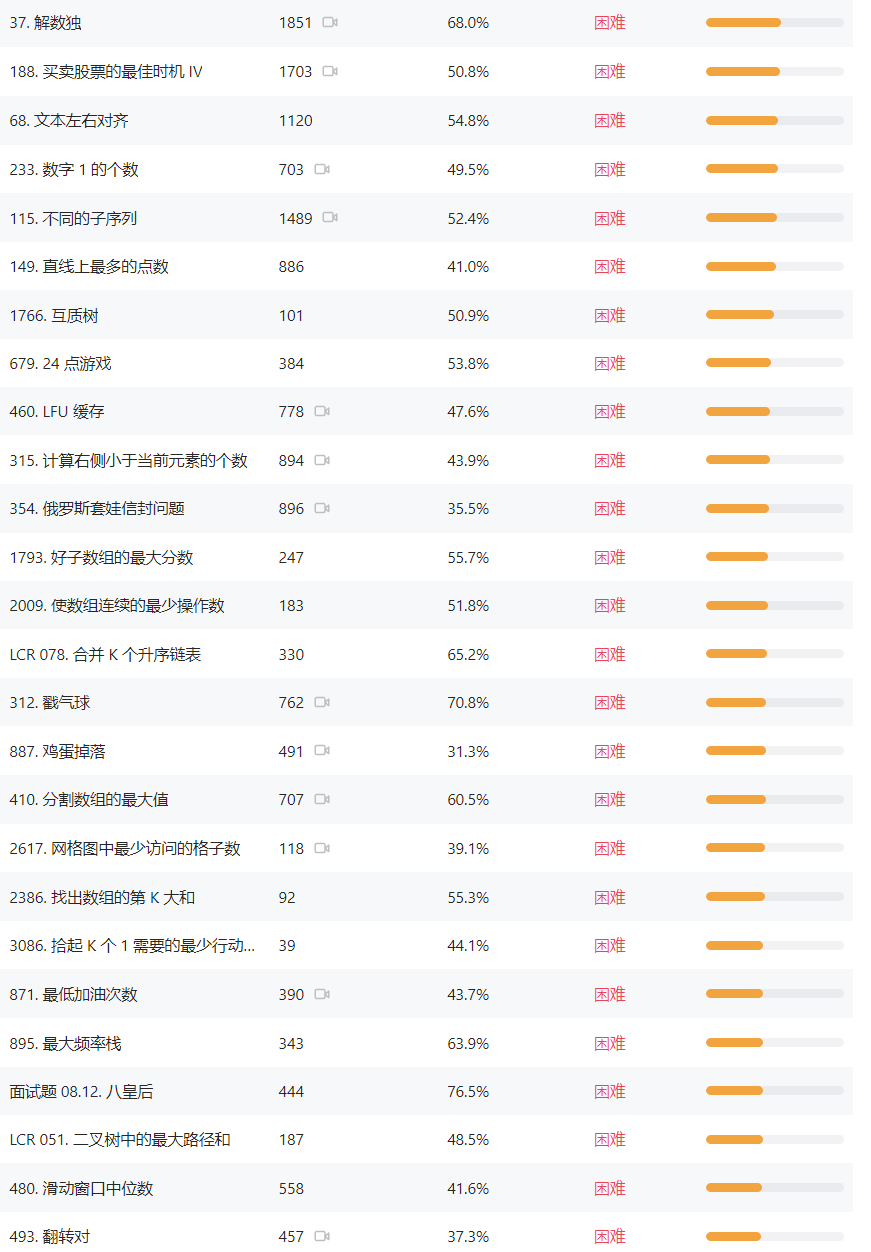 37. 解数独 1851 68.0% 困难
188. 买卖股票的最佳时机 IV 1703 50.8% 困难
68. 文本左右对齐 1120 54.8% 困难
233. 数字 1 的个数 703 49.5% 困难
115. 不同的子序列 1489 52.4% 困难
149. 直线上最多的点数 886 41.0% 困难
1766. 互质树 101 50.9% 困难
679. 24 点游戏 384 53.8% 困难
460. LFU 缓存 778 47.6% 困难
315. 计算右侧小于当前元素的个数 894 43.9% 困难
354. 俄罗斯套娃信封问题 896 35.5% 困难
1793. 好子数组的最大分数 247 55.7% 困难
2009. 使数组连续的最少操作数 183 51.8% 困难
LCR 078. 合并 K 个升序链表 330 65.2% 困难
312. 戳气球 762 70.8% 困难
887. 鸡蛋掉落 491 31.3% 困难
410. 分割数组的最大值 707 60.5% 困难
2617. 网格图中最少访问的格子数 118 39.1% 困难
2386. 找出数组的第 K 大和 92 55.3% 困难
3086. 拾起 K 个 1 需要的最少行动... 39 44.1% 困难
871. 最低加油次数 390 43.7% 困难
895. 最大频率栈 343 63.9% 困难
面试题 08.12. 八皇后 444 76.5% 困难
LCR 051. 二叉树中的最大路径和 187 48.5% 困难
480. 滑动窗口中位数 558 41.6% 困难
493. 翻转对 457 37.3% 困难